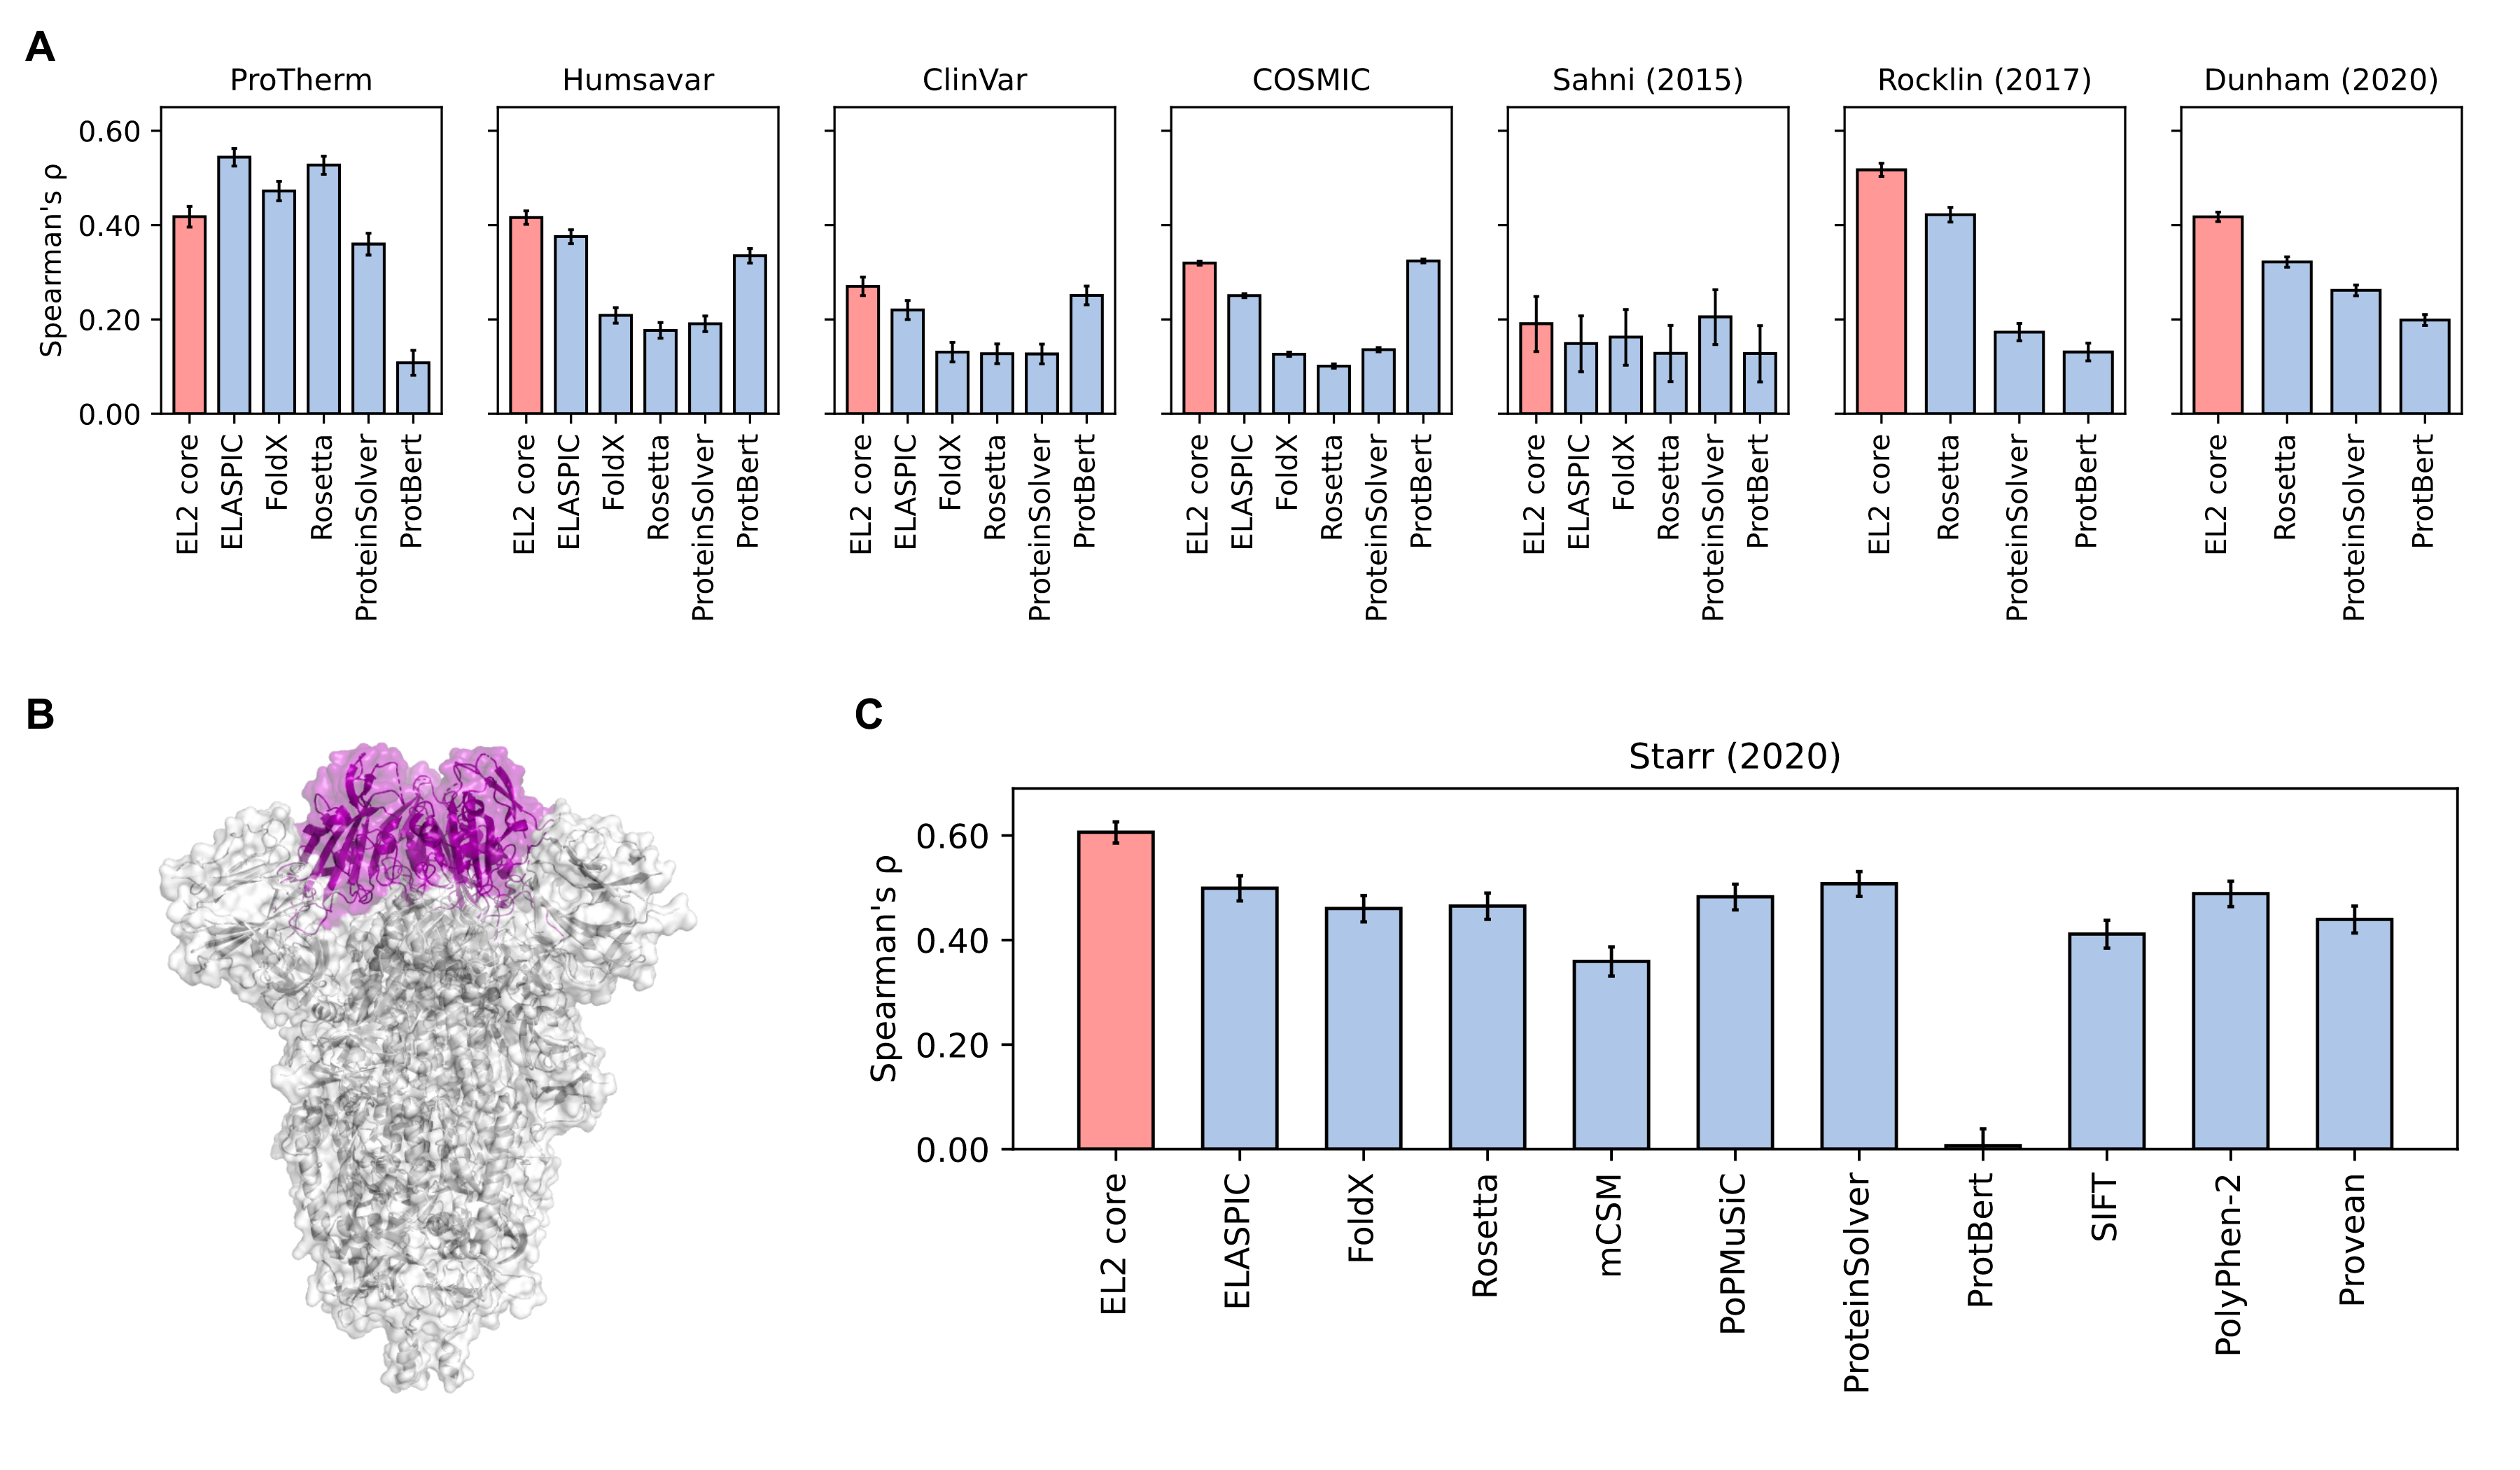 A
ProTherm
Humsavar
ClinVar
COSMIC
Sahni (2015)
Rocklin (2017)
Dunham (2020)
Spearman's ρ
0.60
0.40
0.20
0.00
EL2 core
ELASPIC
FoldX
Rosetta
ProteinSolver
ProtBert
EL2 core
ELASPIC
FoldX
Rosetta
ProteinSolver
ProtBert
EL2 core
ELASPIC
FoldX
Rosetta
ProteinSolver
ProtBert
EL2 core
ELASPIC
FoldX
Rosetta
ProteinSolver
ProtBert
EL2 core
ELASPIC
FoldX
Rosetta
ProteinSolver
ProtBert
EL2 core
Rosetta
ProteinSolver
ProtBert
EL2 core
Rosetta
ProteinSolver
ProtBert
B
C
Starr (2020)
Spearman's ρ
0.60
0.40
0.20
0.00
EL2 core
ELASPIC
FoldX
Rosetta
mCSM
PoPMuSiC
ProteinSolver
ProtBert
SIFT
PolyPhen-2
Provean